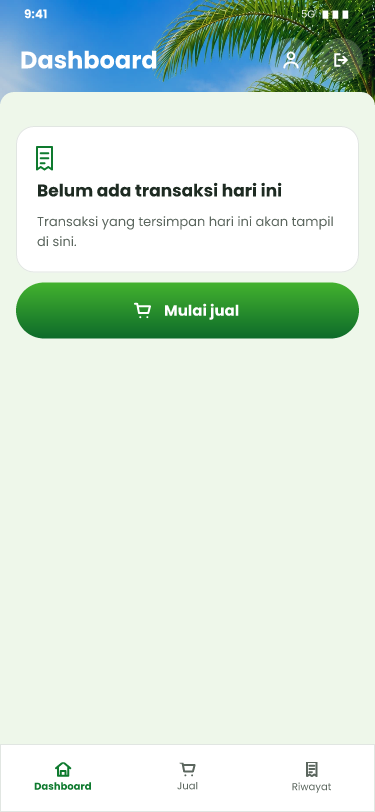 9:41
5G
Dashboard
Belum ada transaksi hari ini
Transaksi yang tersimpan hari ini akan tampil
di sini.
Mulai jual
Dashboard
Jual
Riwayat